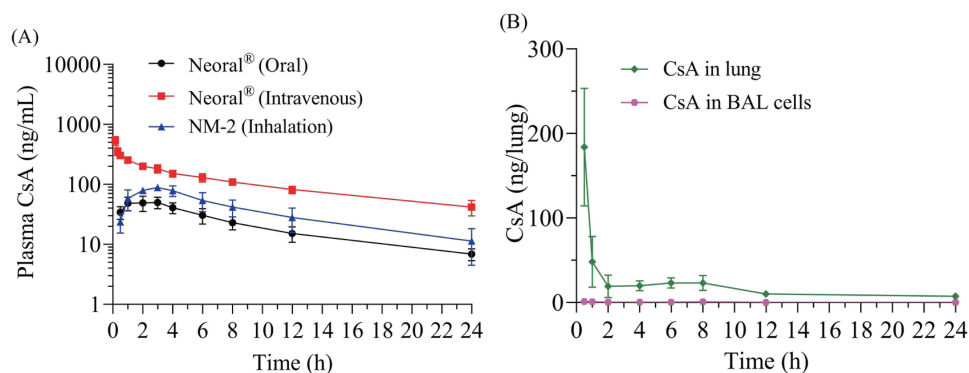 (A)
Neoral® (Oral)
Neoral® (Intravenous)
NM-2 (Inhalation)
Plasma CsA (ng/mL)
10000
1000
100
10
1
0 2 4 6 8 10 12 14 16 18 20 22 24
Time (h)
(B)
CsA in lung
CsA in BAL cells
CsA (ng/lung)
300
200
100
0
0 2 4 6 8 10 12 14 16 18 20 22 24
Time (h)